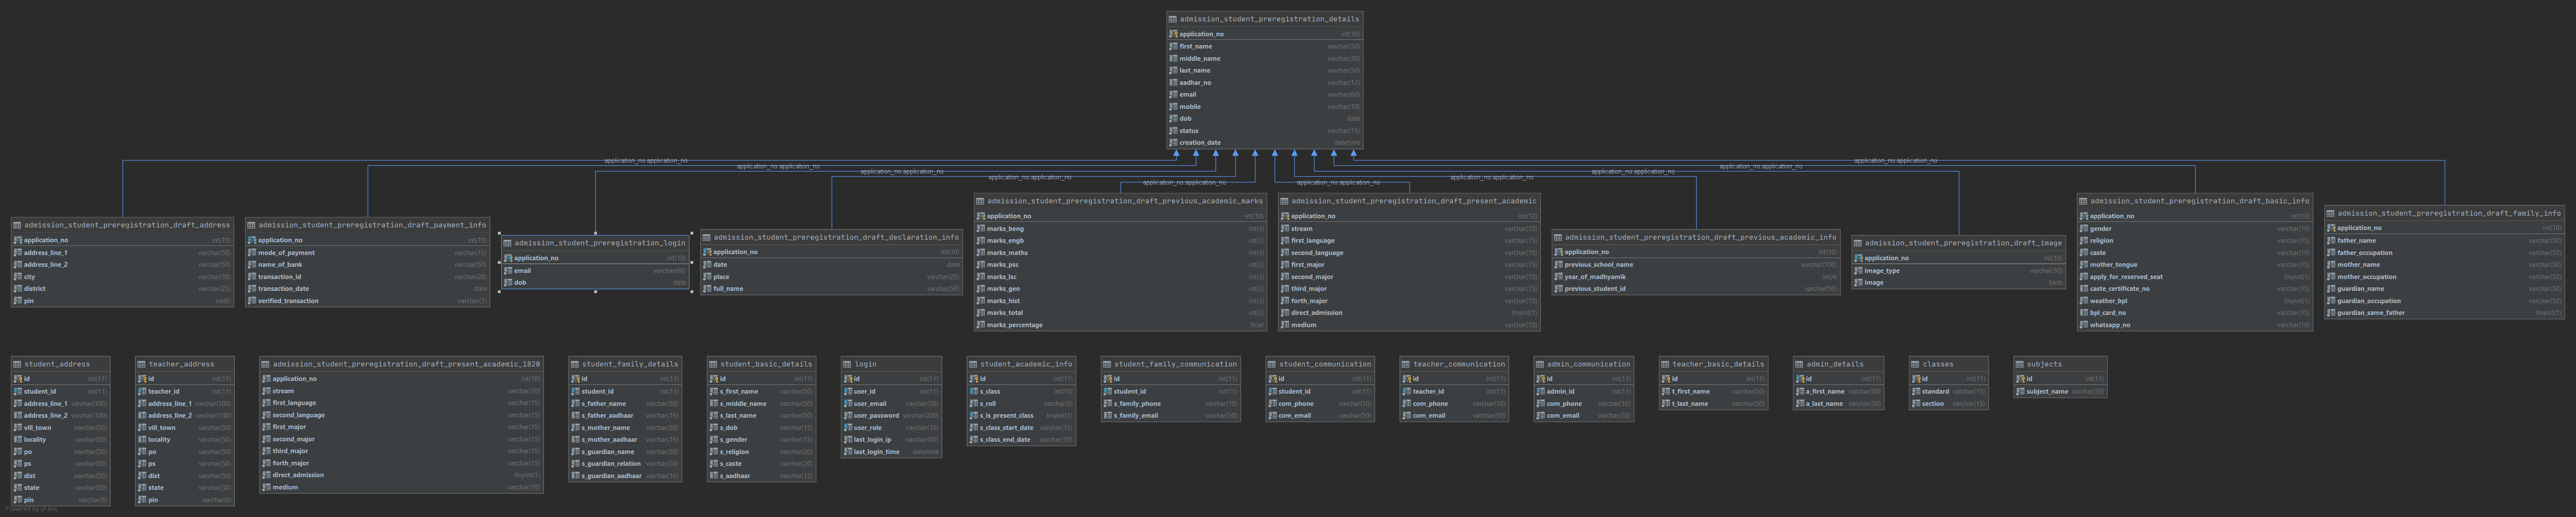 admission_student_preregistration_details
application_no int(10)
first_name varchar(50)
middle_name varchar(30)
last_name varchar(50)
aadhar_no varchar(12)
email varchar(60)
mobile varchar(10)
dob date
status varchar(15)
creation_date datetime
application_no:application_no
application_no:application_no
application_no:application_no
application_no:application_no
application_no:application_no
application_no:application_no
application_no:application_no
application_no:application_no
application_no:application_no
application_no:application_no
admission_student_preregistration_draft_address
application_no int(10)
address_line_1 varchar(50)
address_line_2 varchar(50)
city varchar(30)
district varchar(25)
pin int(6)
admission_student_preregistration_draft_payment_info
application_no int(10)
mode_of_payment varchar(15)
name_of_bank varchar(50)
transaction_id varchar(20)
transaction_date date
verified_transaction varchar(1)
admission_student_preregistration_login
application_no int(10)
email varchar(60)
dob date
admission_student_preregistration_draft_declaration_info
application_no int(10)
date date
place varchar(25)
full_name varchar(50)
admission_student_preregistration_draft_previous_academic_marks
application_no int(10)
marks_beng int(3)
marks_engb int(3)
marks_maths int(3)
marks_psc int(3)
marks_lsc int(3)
marks_geo int(3)
marks_hist int(3)
marks_total int(3)
marks_percentage float
admission_student_preregistration_draft_present_academic
application_no int(10)
stream varchar(10)
first_language varchar(15)
second_language varchar(15)
first_major varchar(15)
second_major varchar(15)
third_major varchar(15)
forth_major varchar(15)
direct_admission tinyint(1)
medium varchar(10)
admission_student_preregistration_draft_previous_academic_info
application_no int(10)
previous_school_name varchar(100)
year_of_madhyamik int(4)
previous_student_id varchar(50)
admission_student_preregistration_draft_image
application_no int(10)
image_type varchar(30)
image blob
admission_student_preregistration_draft_basic_info
application_no int(10)
gender varchar(10)
religion varchar(15)
caste varchar(10)
mother_tongue varchar(15)
apply_for_reserved_seat tinyint(1)
caste_certificate_no varchar(15)
weather_bpl tinyint(1)
bpl_card_no varchar(15)
whatsapp_no varchar(10)
admission_student_preregistration_draft_family_info
application_no int(10)
father_name varchar(50)
father_occupation varchar(50)
mother_name varchar(50)
mother_occupation varchar(50)
guardian_name varchar(50)
guardian_occupation varchar(50)
guardian_same_father tinyint(1)
student_address
id int(11)
student_id int(11)
address_line_1 varchar(100)
address_line_2 varchar(100)
vill_town varchar(50)
locality varchar(50)
po varchar(50)
ps varchar(50)
dist varchar(50)
state varchar(30)
pin varchar(6)
teacher_address
id int(11)
teacher_id int(11)
address_line_1 varchar(100)
address_line_2 varchar(100)
vill_town varchar(50)
locality varchar(50)
po varchar(50)
ps varchar(50)
dist varchar(50)
state varchar(30)
pin varchar(6)
admission_student_preregistration_draft_present_academic_1820
application_no int(10)
stream varchar(10)
first_language varchar(15)
second_language varchar(15)
first_major varchar(15)
second_major varchar(15)
third_major varchar(15)
forth_major varchar(15)
direct_admission tinyint(1)
medium varchar(10)
student_family_details
id int(11)
student_id int(11)
s_father_name varchar(50)
s_father_aadhar varchar(16)
s_mother_name varchar(50)
s_mother_aadhaar varchar(16)
s_guardian_name varchar(50)
s_guardian_relation varchar(50)
s_guardian_aadhaar varchar(16)
student_basic_details
id int(11)
s_first_name varchar(50)
s_middle_name varchar(50)
s_last_name varchar(50)
s_dob varchar(15)
s_gender varchar(15)
s_religion varchar(20)
s_caste varchar(20)
s_aadhaar varchar(12)
login
id int(11)
user_id int(11)
user_email varchar(50)
user_password varchar(200)
user_role varchar(10)
last_login_ip varchar(60)
last_login_time datetime
student_academic_info
id int(11)
s_class int(10)
s_roll varchar(5)
s_is_present_class tinyint(1)
s_class_start_date varchar(15)
s_class_end_date varchar(15)
student_family_communication
id int(11)
student_id int(11)
s_family_phone varchar(10)
s_family_email varchar(50)
student_communication
id int(11)
student_id int(11)
com_phone varchar(10)
com_email varchar(50)
teacher_communication
id int(11)
teacher_id int(11)
com_phone varchar(10)
com_email varchar(50)
admin_communication
id int(11)
admin_id int(11)
com_phone varchar(10)
com_email varchar(50)
teacher_basic_details
id int(11)
t_first_name varchar(50)
t_last_name varchar(50)
admin_details
id int(11)
a_first_name varchar(50)
a_last_name varchar(50)
classes
id int(11)
standard varchar(15)
section varchar(15)
subjects
id int(11)
subject_name varchar(50)
Powered by yFiles